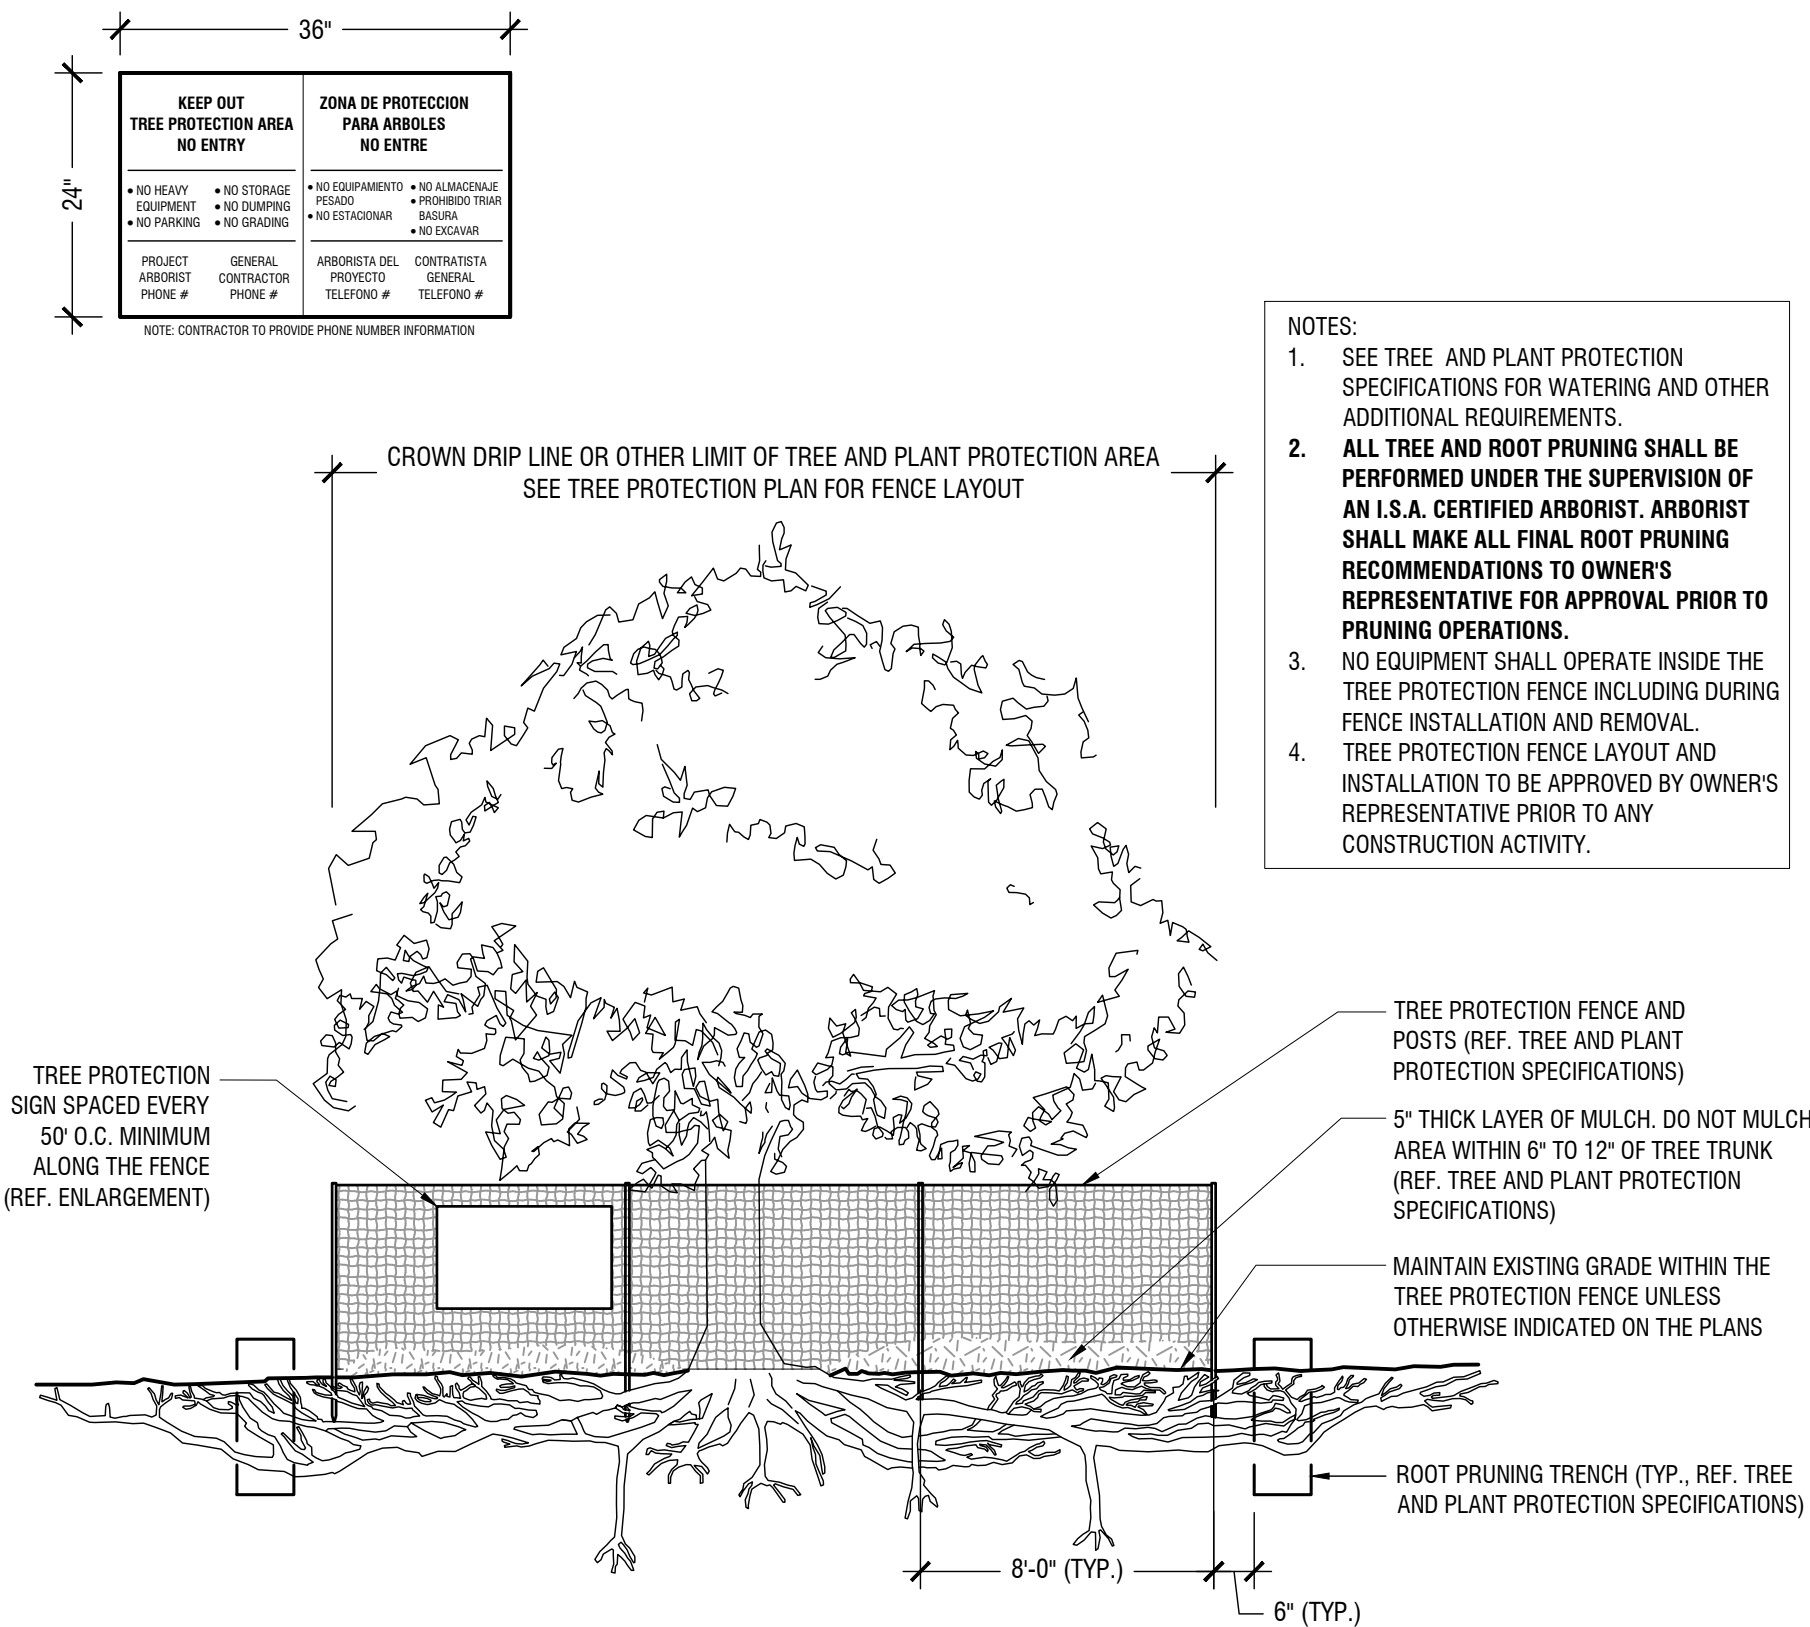 36"
24"
KEEP OUT
TREE PROTECTION AREA
NO ENTRY
• NO HEAVY
EQUIPMENT
• NO PARKING
• NO STORAGE
• NO DUMPING
• NO GRADING
PROJECT
ARBORIST
PHONE #
GENERAL
CONTRACTOR
PHONE #
ZONA DE PROTECCION
PARA ARBOLES
NO ENTRE
• NO EQUIPAMIENTO
PESADO
• NO ESTACIONAR
• NO ALMACENAJE
• PROHIBIDO TRIAR
BASURA
• NO EXCAVAR
ARBORISTA DEL
PROYECTO
TELEFONO #
CONTRATISTA
GENERAL
TELEFONO #
NOTE: CONTRACTOR TO PROVIDE PHONE NUMBER INFORMATION
NOTES:
1. SEE TREE AND PLANT PROTECTION
SPECIFICATIONS FOR WATERING AND OTHER
ADDITIONAL REQUIREMENTS.
2. ALL TREE AND ROOT PRUNING SHALL BE
PERFORMED UNDER THE SUPERVISION OF
AN I.S.A. CERTIFIED ARBORIST. ARBORIST
SHALL MAKE ALL FINAL ROOT PRUNING
RECOMMENDATIONS TO OWNER'S
REPRESENTATIVE FOR APPROVAL PRIOR TO
PRUNING OPERATIONS.
3. NO EQUIPMENT SHALL OPERATE INSIDE THE
TREE PROTECTION FENCE INCLUDING DURING
FENCE INSTALLATION AND REMOVAL.
4. TREE PROTECTION FENCE LAYOUT AND
INSTALLATION TO BE APPROVED BY OWNER'S
REPRESENTATIVE PRIOR TO ANY
CONSTRUCTION ACTIVITY.
CROWN DRIP LINE OR OTHER LIMIT OF TREE AND PLANT PROTECTION AREA
SEE TREE PROTECTION PLAN FOR FENCE LAYOUT
TREE PROTECTION
SIGN SPACED EVERY
50' O.C. MINIMUM
ALONG THE FENCE
(REF. ENLARGEMENT)
TREE PROTECTION FENCE AND
POSTS (REF. TREE AND PLANT
PROTECTION SPECIFICATIONS)
5" THICK LAYER OF MULCH. DO NOT MULCH
AREA WITHIN 6" TO 12" OF TREE TRUNK
(REF. TREE AND PLANT PROTECTION
SPECIFICATIONS)
MAINTAIN EXISTING GRADE WITHIN THE
TREE PROTECTION FENCE UNLESS
OTHERWISE INDICATED ON THE PLANS
ROOT PRUNING TRENCH (TYP., REF. TREE
AND PLANT PROTECTION SPECIFICATIONS)
8'-0" (TYP.)
6" (TYP.)